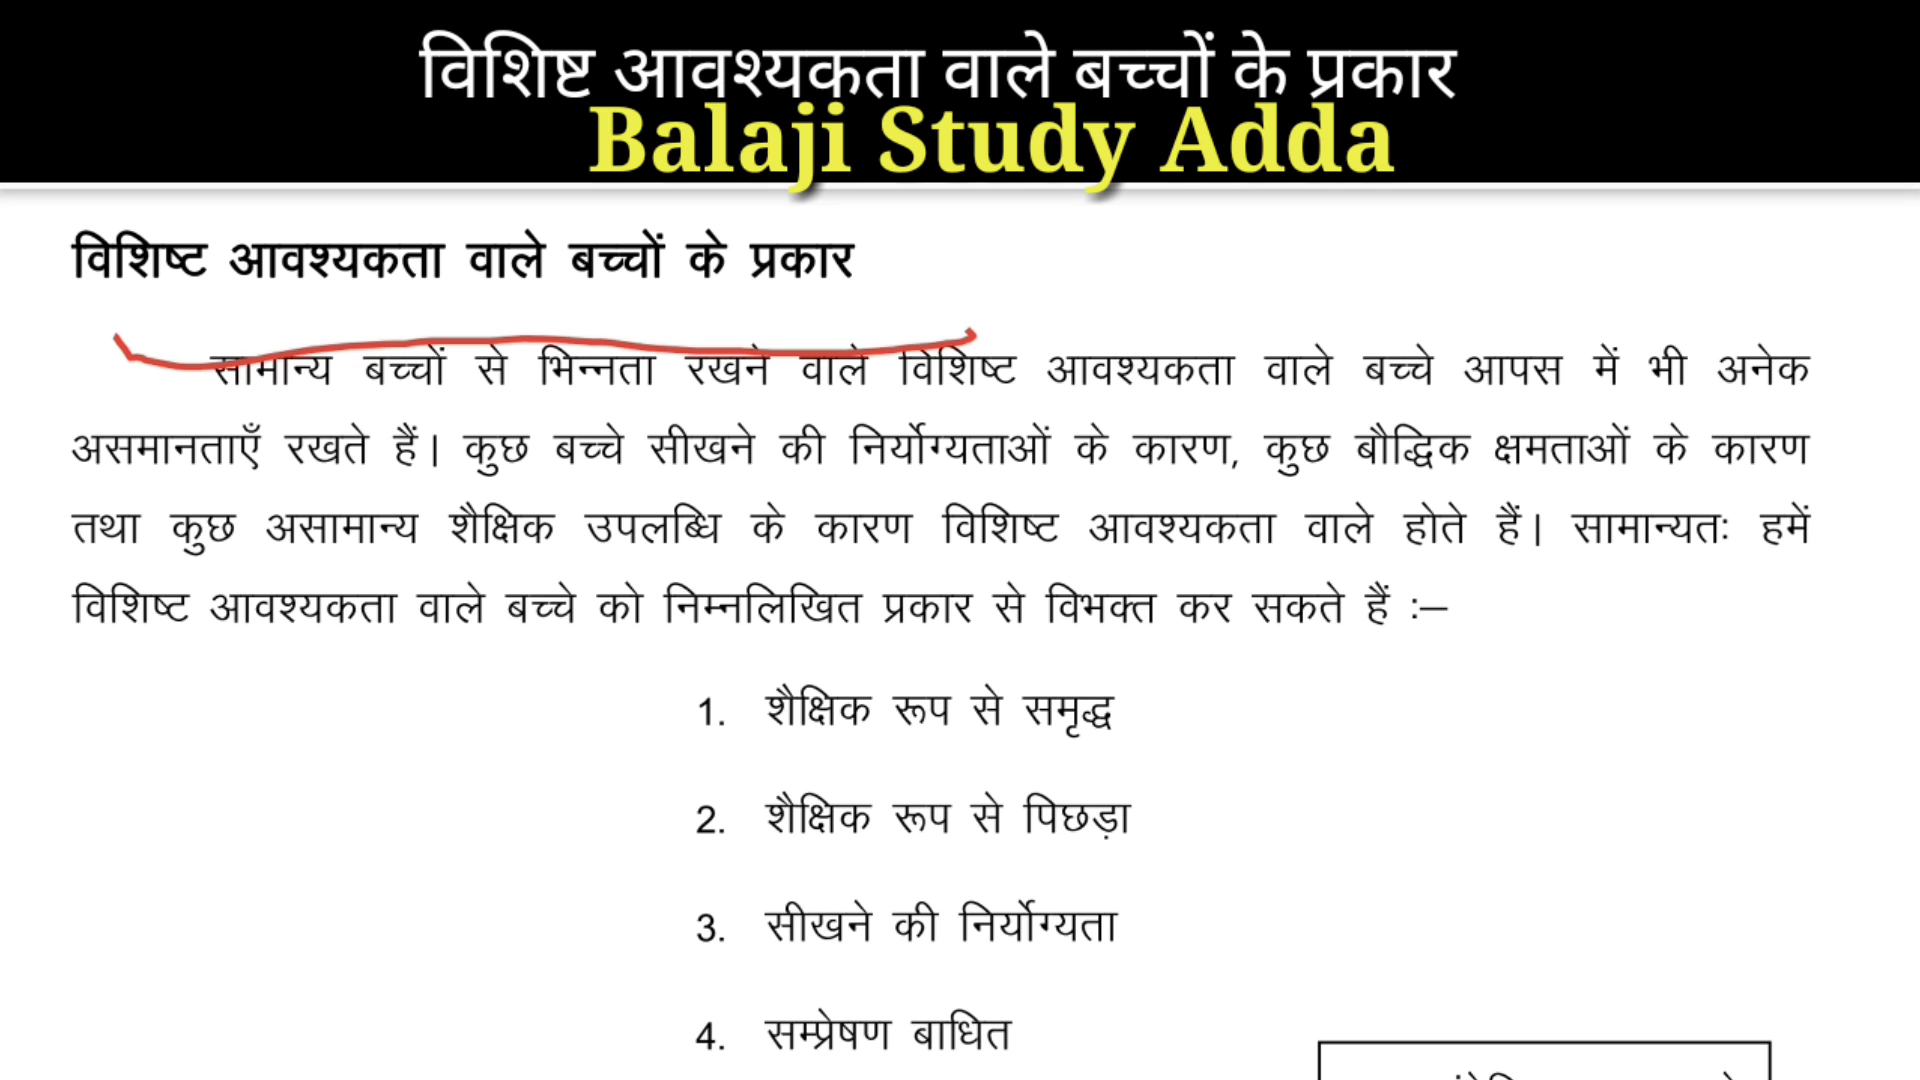 विशिष्ट आवश्यकता वाले बच्चों के प्रकार
Balaji Study Adda
विशिष्ट आवश्यकता वाले बच्चों के प्रकार
सामान्य बच्चों से भिन्नता रखने वाले विशिष्ट आवश्यकता वाले बच्चे आपस में भी अनेक
असमानताएँ रखते हैं। कुछ बच्चे सीखने की निर्योग्यताओं के कारण, कुछ बौद्धिक क्षमताओं के कारण
तथा कुछ असामान्य शैक्षिक उपलब्धि के कारण विशिष्ट आवश्यकता वाले होते हैं। सामान्यतः हमें
विशिष्ट आवश्यकता वाले बच्चे को निम्नलिखित प्रकार से विभक्त कर सकते हैं :–
1. शैक्षिक रूप से समृद्ध
2. शैक्षिक रूप से पिछड़ा
3. सीखने की निर्योग्यता
4. सम्प्रेषण बाधित